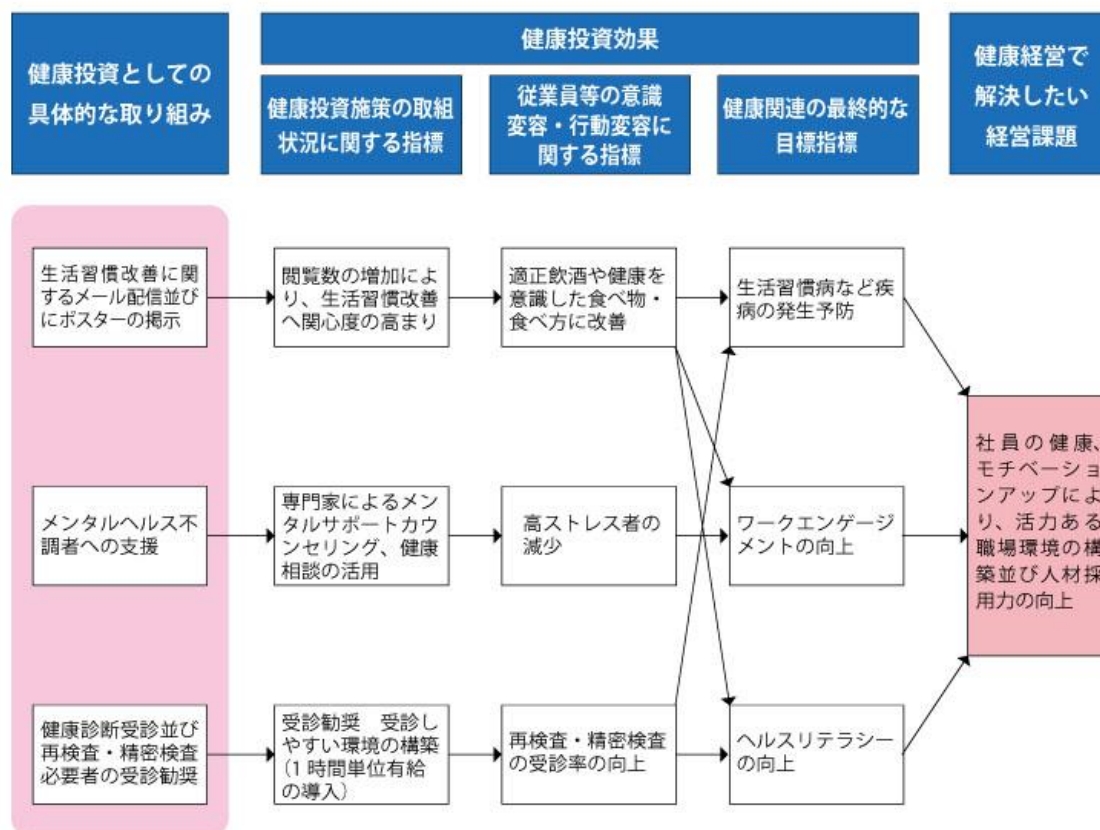 健康投資としての
具体的な取り組み
健康投資効果
健康投資施策の取組
状況に関する指標
従業員等の意識
変容・行動変容に
関する指標
健康関連の最終的な
目標指標
健康経営で
解決したい
経営課題
生活習慣改善に関
するメール配信並び
にポスターの掲示
閲覧数の増加によ
り、生活習慣改善
へ関心度の高まり
適正飲酒や健康を
意識した食べ物・
食べ方に改善
生活習慣病など疾
病の発生予防
メンタルヘルス不
調者への支援
専門家によるメン
タルサポートカウ
ンセリング、健康
相談の活用
高ストレス者の
減少
ワークエンゲージ
メントの向上
社員の健康、
モチベーショ
ンアップによ
り、活力ある
職場環境の構
築並び人材採
用力の向上
健康診断受診並び
再検査・精密検査
必要者の受診勧奨
受診勧奨　受診し
やすい環境の構築
(1時間単位有給
の導入)
再検査・精密検査
の受診率の向上
ヘルスリテラシー
の向上